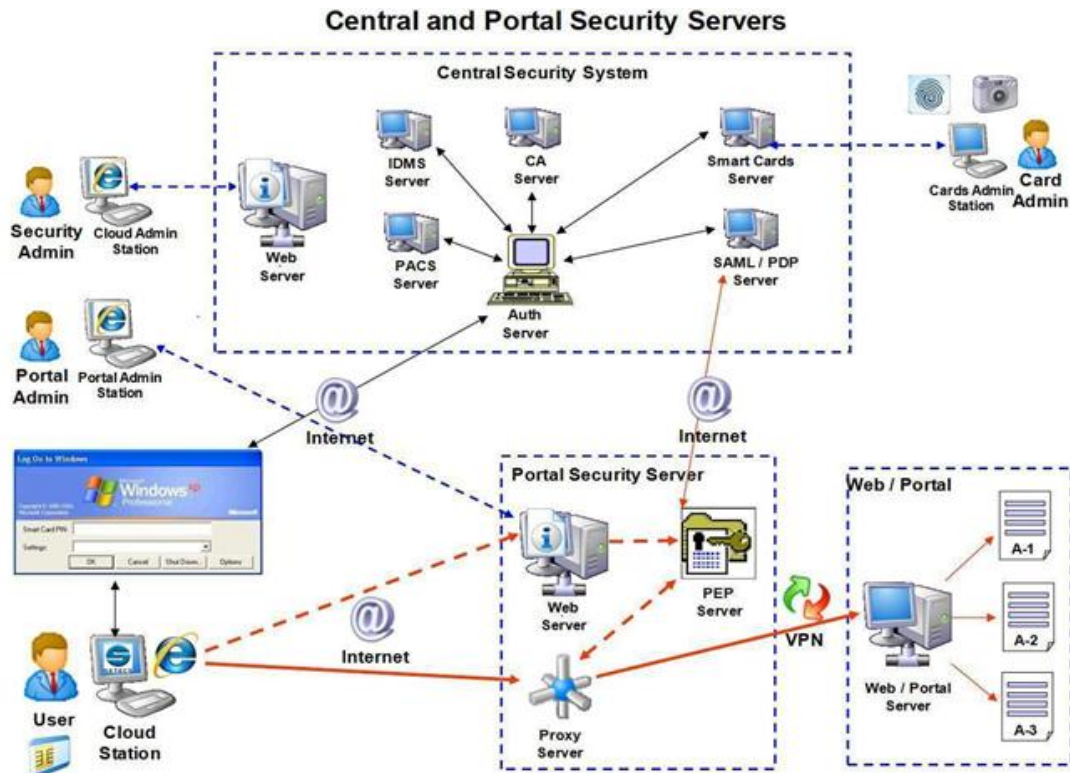 Central and Portal Security Servers
Central Security System
IDMS
Server
CA
Server
Smart Cards
Server
Cards Admin
Station
Card
Admin
Security
Admin
Cloud Admin
Station
Web
Server
PACS
Server
Auth
Server
SAML / PDP
Server
Portal
Admin
Portal Admin
Station
@
Internet
@
Internet
Log On to Windows
Microsoft
Windows xp
Professional
Microsoft
Smart Card PIN:
Settings:
OK
Cancel
Shut Down...
Options
Portal Security Server
Web
Server
PEP
Server
Web / Portal
A-1
A-2
A-3
VPN
Web / Portal
Server
@
Internet
Proxy
Server
User
Cloud
Station